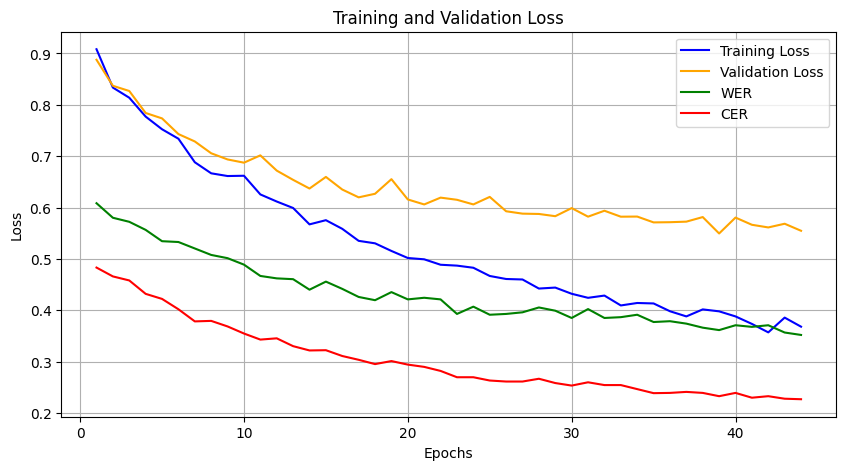 Training and Validation Loss
Training Loss
Validation Loss
WER
CER
Loss
0.9
0.8
0.7
0.6
0.5
0.4
0.3
0.2
0 10 20 30 40
Epochs